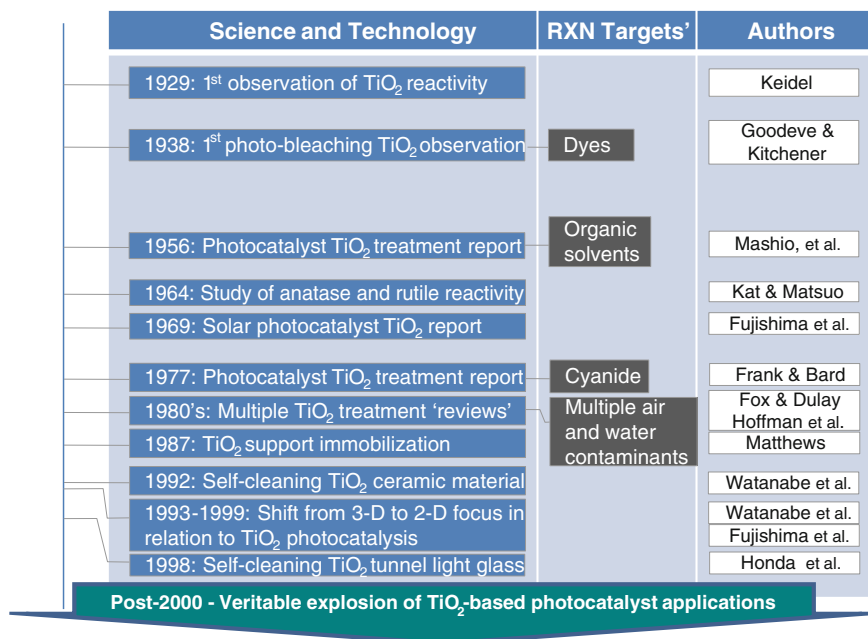 Science and Technology RXN Targets' Authors
1929: 1st observation of TiO2 reactivity Keidel
1938: 1st photo-bleaching TiO2 observation Dyes Goodeve &
Kitchener
1956: Photocatalyst TiO2 treatment report Organic
solvents Mashio, et al.
1964: Study of anatase and rutile reactivity Kat & Matsuo
1969: Solar photocatalyst TiO2 report Fujishima et al.
1977: Photocatalyst TiO2 treatment report Cyanide Frank & Bard
1980's: Multiple TiO2 treatment 'reviews' Multiple air
and water
contaminants Fox & Dulay
Hoffman et al.
1987: TiO2 support immobilization Matthews
1992: Self-cleaning TiO2 ceramic material Watanabe et al.
1993-1999: Shift from 3-D to 2-D focus in Watanabe et al.
relation to TiO2 photocatalysis Fujishima et al.
1998: Self-cleaning TiO2 tunnel light glass Honda et al.
Post-2000 - Veritable explosion of TiO2-based photocatalyst applications